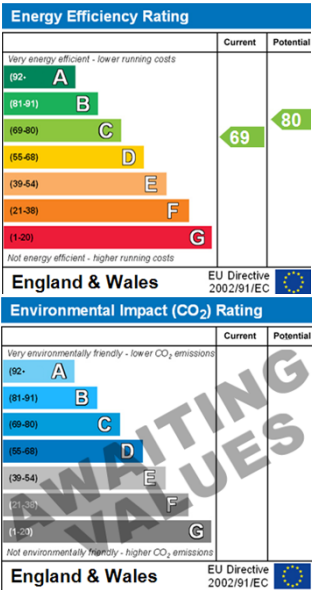 Energy Efficiency Rating
Current Potential
Very energy efficient - lower running costs
(92- A
(81-91) B
(69-80) C
(55-68) D
(39-54) E
(21-38) F
(1-20) G
69
80
Not energy efficient - higher running costs
England & Wales
EU Directive
2002/91/EC
Environmental Impact (CO2) Rating
Current Potential
Very environmentally friendly - lower CO2 emissions
(92- A
(81-91) B
(69-80) C
(55-68) D
(39-54) E
(21-38) F
(1-20) G
AWAITING
VALUES
Not environmentally friendly - higher CO2 emissions
England & Wales
EU Directive
2002/91/EC